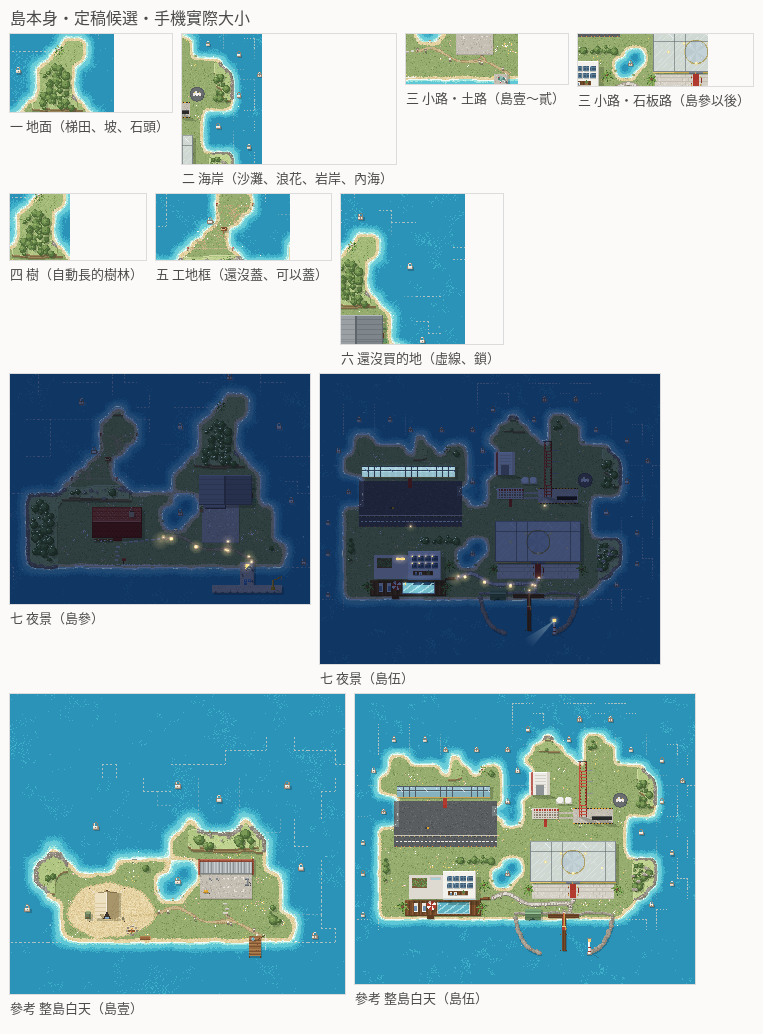 島本身・定稿候選・手機實際大小
一 地面（梯田、坡、石頭）
二 海岸（沙灘、浪花、岩岸、內海）
三 小路・土路（島壹～貳）
三 小路・石板路（島參以後）
四 樹（自動長的樹林）
五 工地框（還沒蓋、可以蓋）
六 還沒買的地（虛線、鎖）
七 夜景（島參）
七 夜景（島伍）
參考 整島白天（島壹）
參考 整島白天（島伍）